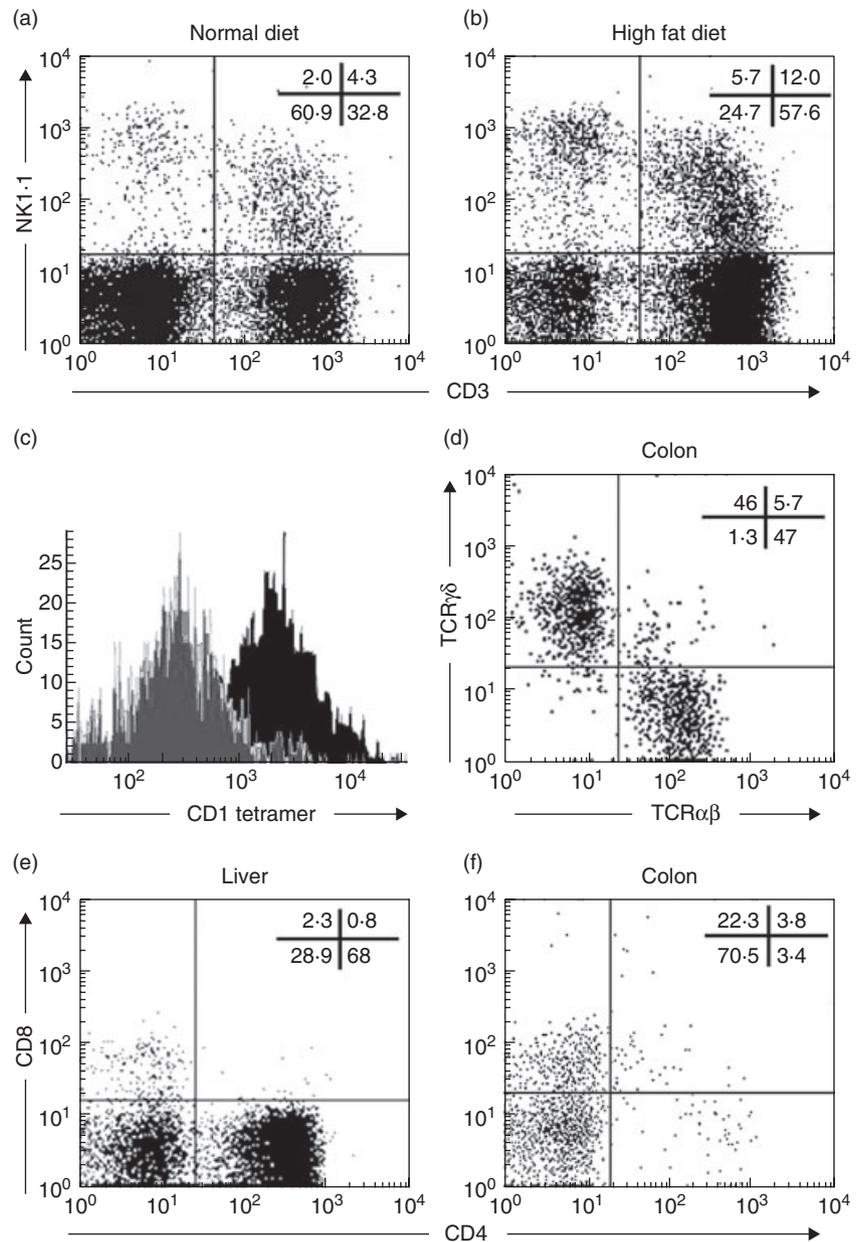 (a)
Normal diet
NK1·1
10⁴
10³
10²
10¹
10⁰
2·0 4·3
60·9 32·8
10⁰ 10¹ 10² 10³ 10⁴
(b)
High fat diet
10⁴
10³
10²
10¹
10⁰
5·7 12·0
24·7 57·6
10⁰ 10¹ 10² 10³ 10⁴
CD3
(c)
Count
25
20
15
10
5
0
10² 10³ 10⁴
CD1 tetramer
(d)
Colon
TCRγδ
10⁴
10³
10²
10¹
10⁰
46 5·7
1·3 47
10⁰ 10¹ 10² 10³ 10⁴
TCRαβ
(e)
Liver
CD8
10⁴
10³
10²
10¹
10⁰
2·3 0·8
28·9 68
10⁰ 10¹ 10² 10³ 10⁴
(f)
Colon
10⁴
10³
10²
10¹
10⁰
22·3 3·8
70·5 3·4
10⁰ 10¹ 10² 10³ 10⁴
CD4